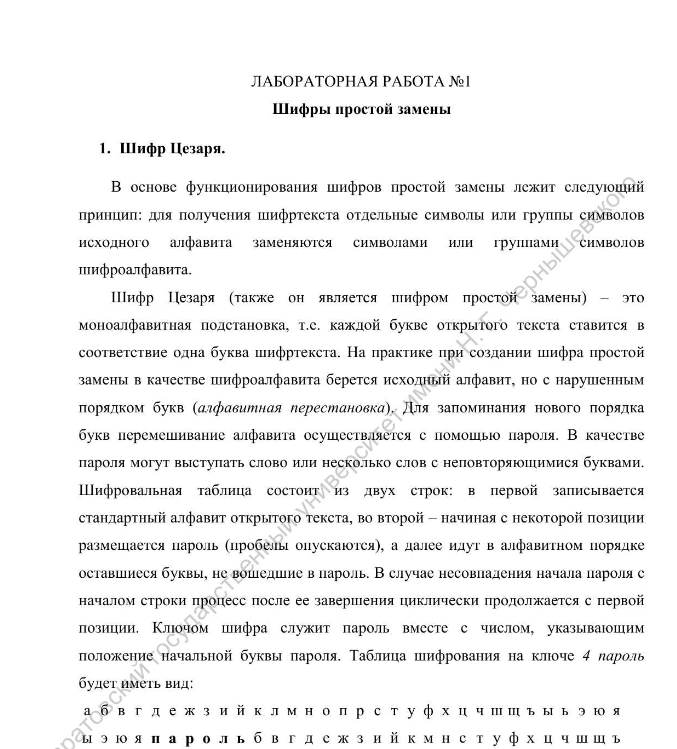 ЛАБОРАТОРНАЯ РАБОТА №1
Шифры простой замены
1. Шифр Цезаря.
В основе функционирования шифров простой замены лежит следующий
принцип: для получения шифртекста отдельные символы или группы символов
исходного алфавита заменяются символами или группами символов
шифроалфавита.
Шифр Цезаря (также он является шифром простой замены) – это
моноалфавитная подстановка, т.е. каждой букве открытого текста ставится в
соответствие одна буква шифртекста. На практике при создании шифра простой
замены в качестве шифроалфавита берется исходный алфавит, но с нарушенным
порядком букв (алфавитная перестановка). Для запоминания нового порядка
букв перемешивание алфавита осуществляется с помощью пароля. В качестве
пароля могут выступать слово или несколько слов с неповторяющимися буквами.
Шифровальная таблица состоит из двух строк: в первой записывается
стандартный алфавит открытого текста, во второй – начиная с некоторой позиции
размещается пароль (пробелы опускаются), а далее идут в алфавитном порядке
оставшиеся буквы, не вошедшие в пароль. В случае несовпадения начала пароля с
началом строки процесс после ее завершения циклически продолжается с первой
позиции. Ключом шифра служит пароль вместе с числом, указывающим
положение начальной буквы пароля. Таблица шифрования на ключе 4 пароль
будет иметь вид:
а б в г д е ж з и й к л м н о п р с т у ф х ц ч ш щ ъ ы ь э ю я
ы э ю я п а р о л ь б в г д е ж з и й к м н с т у ф х ц ч ш щ ъ
ратовский государственный университет имени Н. Г. Чернышевского